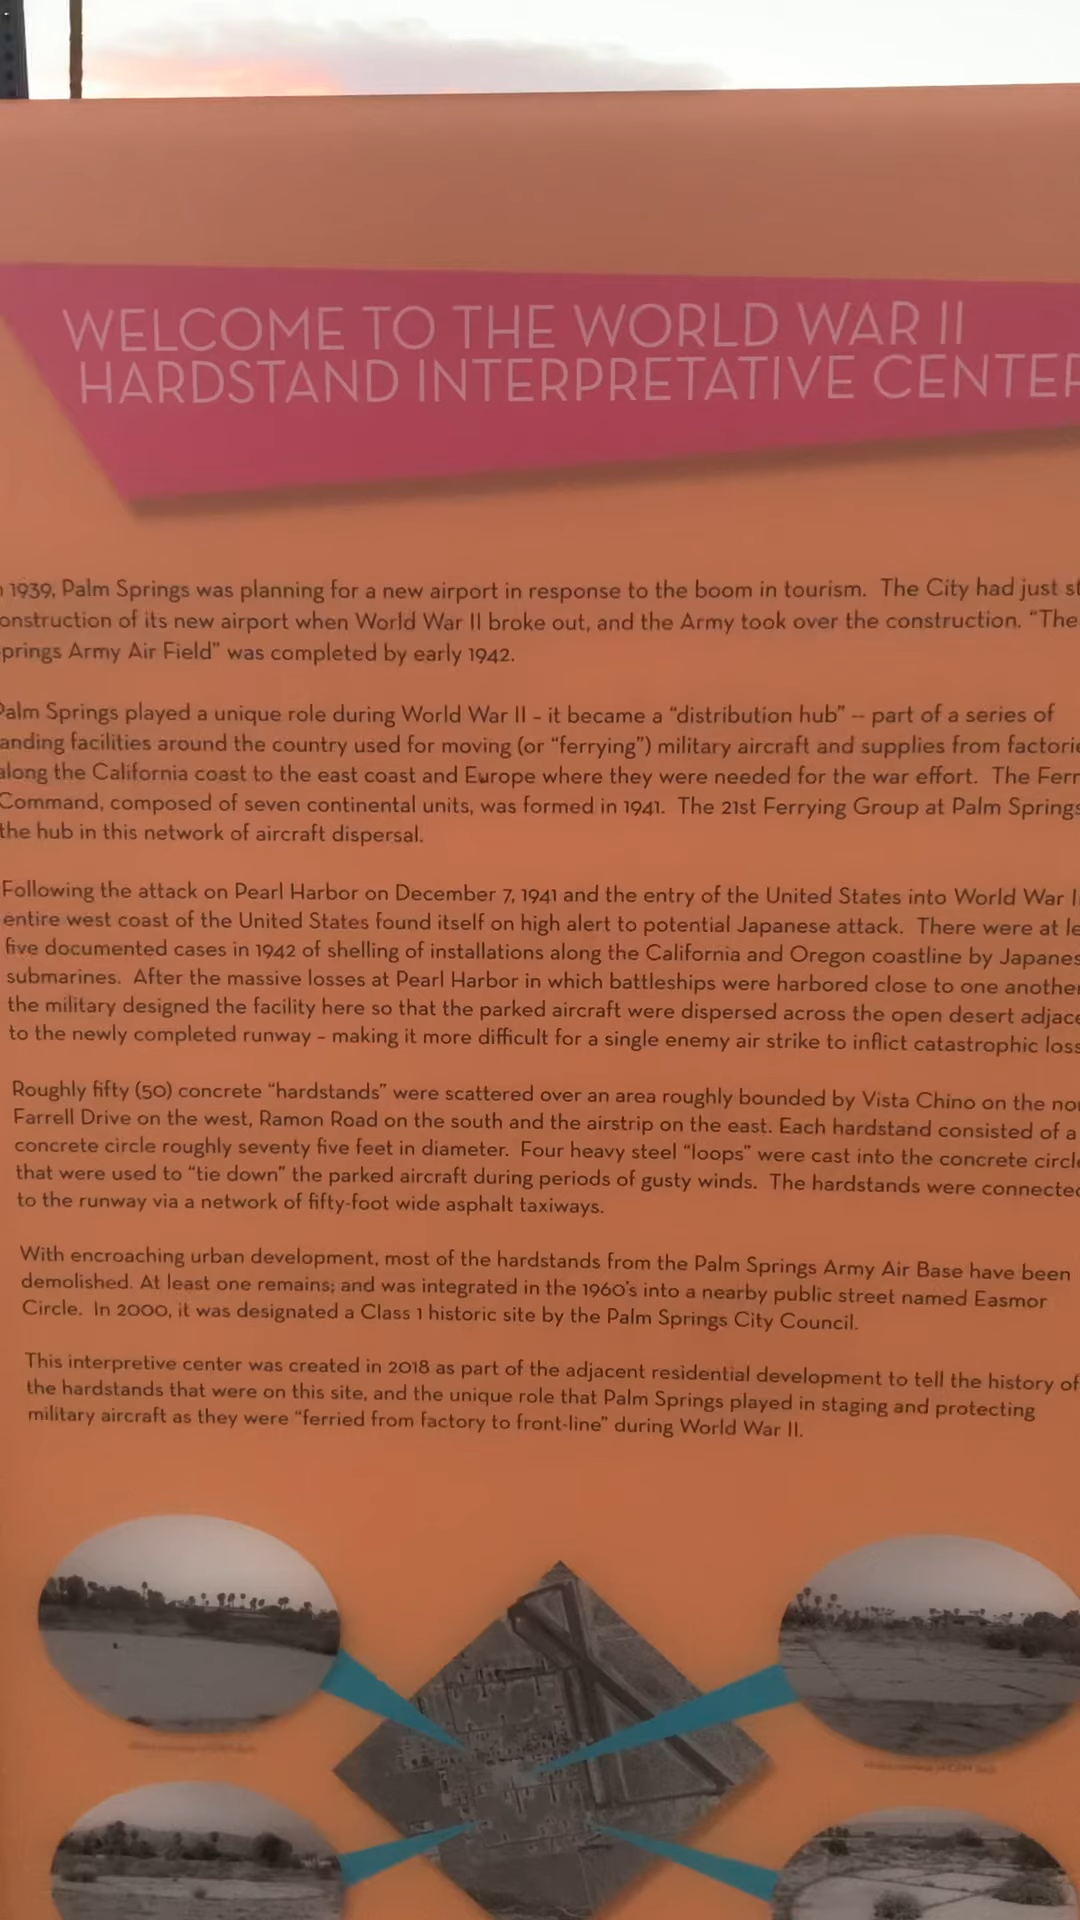 WELCOME TO THE WORLD WAR II
HARDSTAND INTERPRETATIVE CENTER
1939, Palm Springs was planning for a new airport in response to the boom in tourism. The City had just
onstruction of its new airport when World War II broke out, and the Army took over the construction. "The
prings Army Air Field" was completed by early 1942.
Palm Springs played a unique role during World War II – it became a "distribution hub" -- part of a series of
anding facilities around the country used for moving (or "ferrying") military aircraft and supplies from factorie
along the California coast to the east coast and Europe where they were needed for the war effort. The Ferr
Command, composed of seven continental units, was formed in 1941. The 21st Ferrying Group at Palm Springs
the hub in this network of aircraft dispersal.
Following the attack on Pearl Harbor on December 7, 1941 and the entry of the United States into World War I
entire west coast of the United States found itself on high alert to potential Japanese attack. There were at le
five documented cases in 1942 of shelling of installations along the California and Oregon coastline by Japanes
submarines. After the massive losses at Pearl Harbor in which battleships were harbored close to one another
the military designed the facility here so that the parked aircraft were dispersed across the open desert adjace
to the newly completed runway – making it more difficult for a single enemy air strike to inflict catastrophic loss
Roughly fifty (50) concrete "hardstands" were scattered over an area roughly bounded by Vista Chino on the no
Farrell Drive on the west, Ramon Road on the south and the airstrip on the east. Each hardstand consisted of a
concrete circle roughly seventy five feet in diameter. Four heavy steel "loops" were cast into the concrete circle
that were used to "tie down" the parked aircraft during periods of gusty winds. The hardstands were connected
to the runway via a network of fifty-foot wide asphalt taxiways.
With encroaching urban development, most of the hardstands from the Palm Springs Army Air Base have been
demolished. At least one remains; and was integrated in the 1960's into a nearby public street named Easmor
Circle. In 2000, it was designated a Class 1 historic site by the Palm Springs City Council.
This interpretive center was created in 2018 as part of the adjacent residential development to tell the history of
the hardstands that were on this site, and the unique role that Palm Springs played in staging and protecting
military aircraft as they were "ferried from factory to front-line" during World War II.